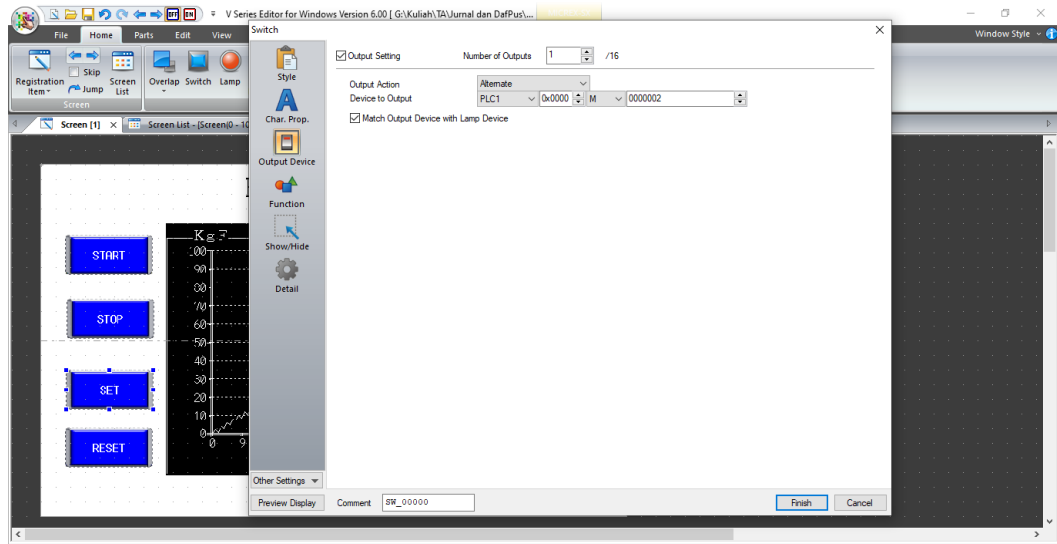 V Series Editor for Windows Version 6.00 [ G:\Kuliah\TA\Jurnal dan DafPus\...
OFF ON
File Home Parts Edit View
Window Style
Registration Item
Skip
Jump
Screen List
Overlap Switch Lamp
Screen
Screen [1]
Screen List - [Screen(0 - 10
START
STOP
SET
RESET
KgF
100
90
80
70
60
50
40
30
20
10
0
0 9
Switch
Style
Char. Prop.
Output Device
Function
Show/Hide
Detail
Other Settings
Output Setting Number of Outputs 1 /16
Output Action Alternate
Device to Output PLC1 0x0000 M 0000002
Match Output Device with Lamp Device
Preview Display Comment SW_00000 Finish Cancel